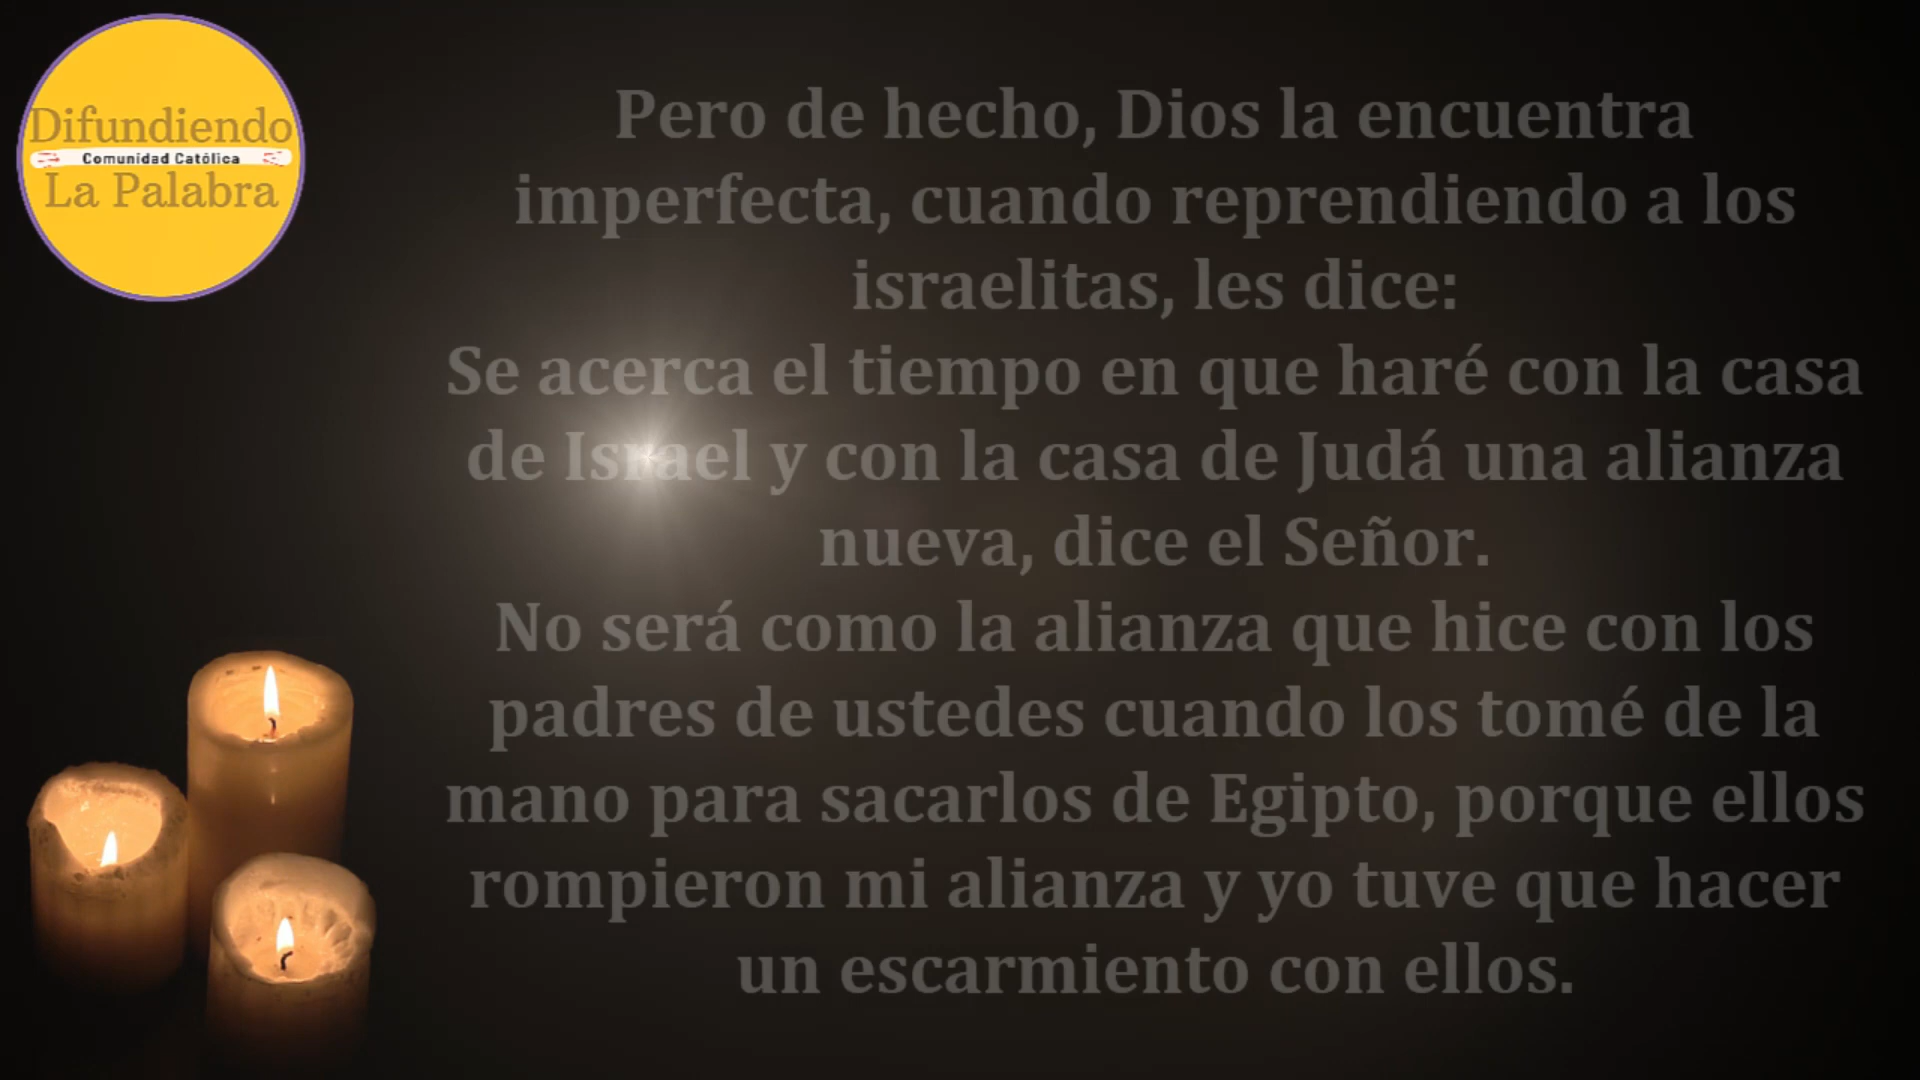 Difundiendo
Comunidad Católica
La Palabra
Pero de hecho, Dios la encuentra
imperfecta, cuando reprendiendo a los
israelitas, les dice:
Se acerca el tiempo en que haré con la casa
de Israel y con la casa de Judá una alianza
nueva, dice el Señor.
No será como la alianza que hice con los
padres de ustedes cuando los tomé de la
mano para sacarlos de Egipto, porque ellos
rompieron mi alianza y yo tuve que hacer
un escarmiento con ellos.